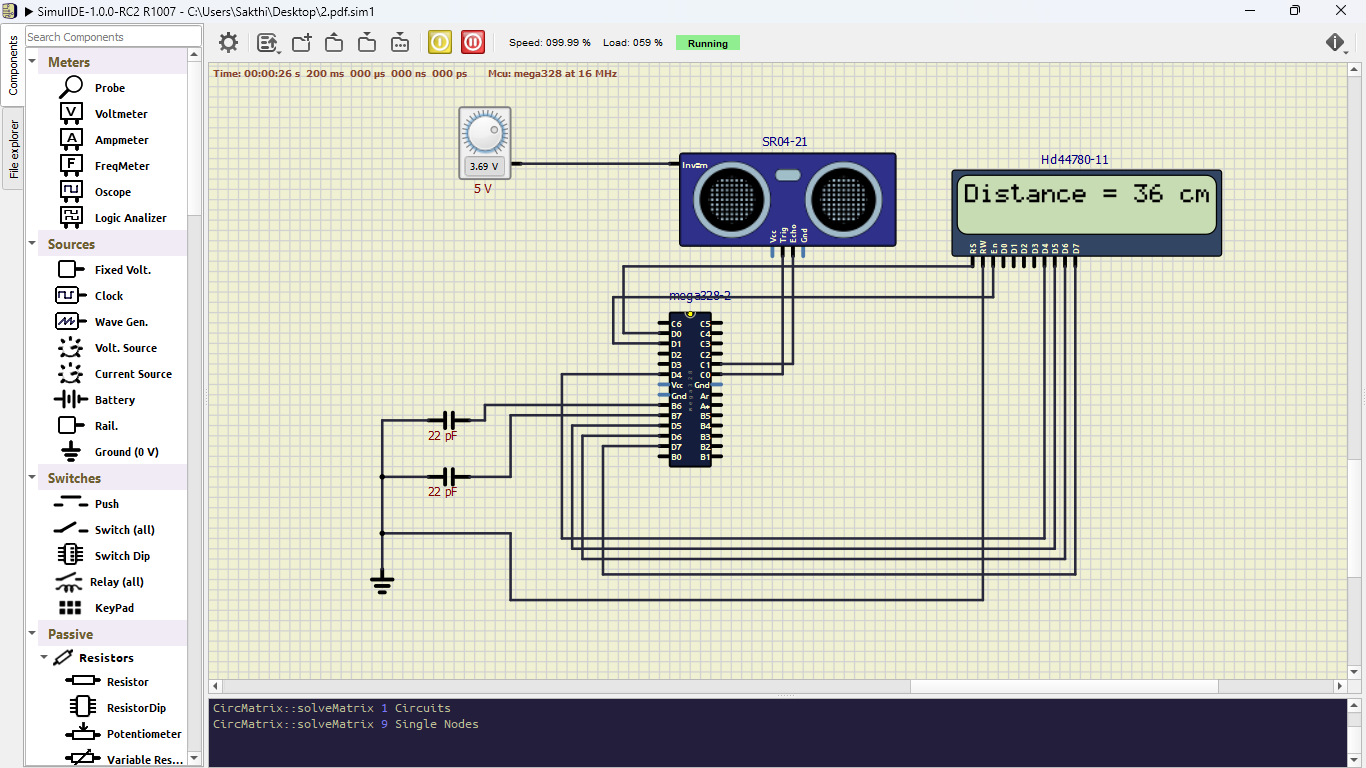 SimulIDE-1.0.0-RC2 R1007 - C:\Users\Sakthi\Desktop\2.pdf.sim1
Components
File explorer
Search Components
Meters
Probe
Voltmeter
Ampmeter
FreqMeter
Oscope
Logic Analizer
Sources
Fixed Volt.
Clock
Wave Gen.
Volt. Source
Current Source
Battery
Rail.
Ground (0 V)
Switches
Push
Switch (all)
Switch Dip
Relay (all)
KeyPad
Passive
Resistors
Resistor
ResistorDip
Potentiometer
Variable Res...
Speed: 099.99 % Load: 059 % Running
Time: 00:00:26 s 200 ms 000 µs 000 ns 000 ps Mcu: mega328 at 16 MHz
3.69 V
5 V
SR04-21
Vcc
Trig
Echo
Gnd
Hd44780-11
Distance = 36 cm
RS
RW
En
D0
D1
D2
D3
D4
D5
D6
D7
mega328-2
C6 C5
D0 C4
D1 C3
D2 C2
D3 C1
D4 C0
Vcc Gnd
Gnd Ar
B6 A+
B7 B5
D5 B4
D6 B3
D7 B2
B0 B1
mega328
22 pF
22 pF
CircMatrix::solveMatrix 1 Circuits
CircMatrix::solveMatrix 9 Single Nodes